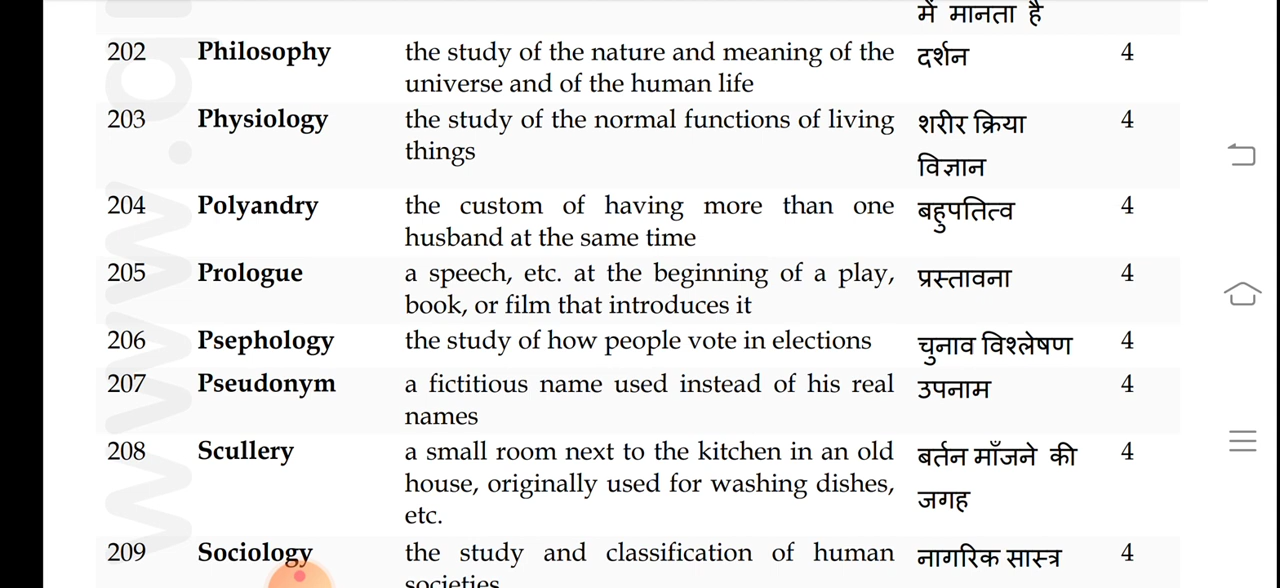 में मानता है
202 Philosophy the study of the nature and meaning of the दर्शन 4
universe and of the human life
203 Physiology the study of the normal functions of living शरीर क्रिया 4
things विज्ञान
204 Polyandry the custom of having more than one बहुपतित्व 4
husband at the same time
205 Prologue a speech, etc. at the beginning of a play, प्रस्तावना 4
book, or film that introduces it
206 Psephology the study of how people vote in elections चुनाव विश्लेषण 4
207 Pseudonym a fictitious name used instead of his real उपनाम 4
names
208 Scullery a small room next to the kitchen in an old बर्तन माँजने की 4
house, originally used for washing dishes, जगह
etc.
209 Sociology the study and classification of human नागरिक सास्त्र 4
societies